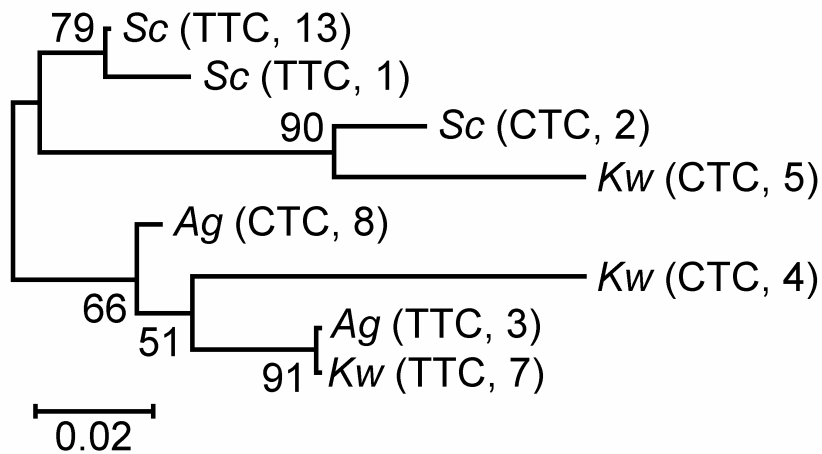 79
Sc (TTC, 13)
Sc (TTC, 1)
90
Sc (CTC, 2)
Kw (CTC, 5)
Ag (CTC, 8)
Kw (CTC, 4)
66
51
Ag (TTC, 3)
91
Kw (TTC, 7)
0.02